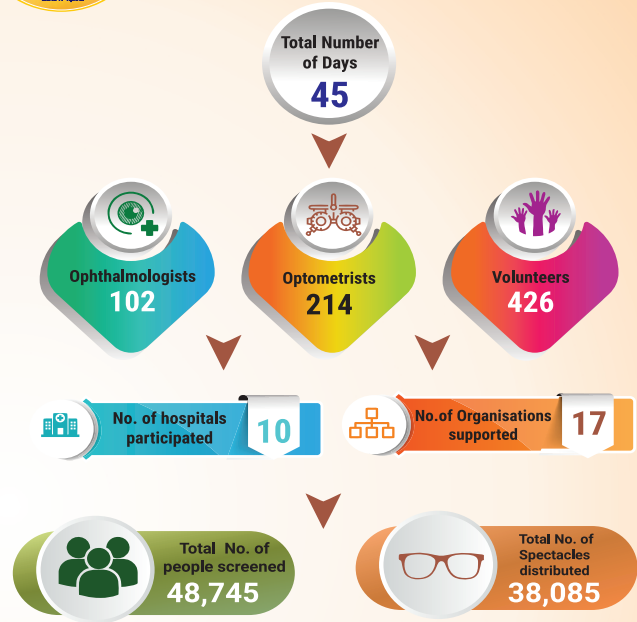 Total Number
of Days
45
Ophthalmologists
102
Optometrists
214
Volunteers
426
No. of hospitals
participated
10
No.of Organisations
supported
17
Total No. of
people screened
48,745
Total No. of
Spectacles
distributed
38,085